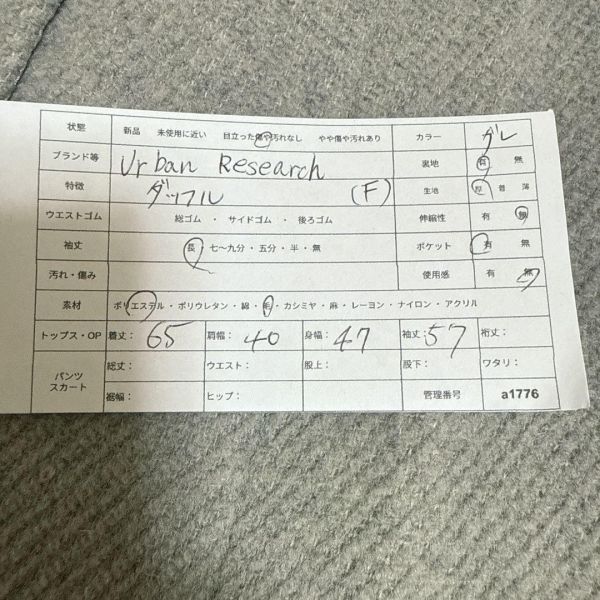 状態 新品 未使用に近い 目立った傷や汚れなし やや傷や汚れあり カラー グレ
ブランド等 Urban Research 裏地 有 無
特徴 ダッフル (F) 生地 厚 普 薄
ウエストゴム 総ゴム ・ サイドゴム ・ 後ろゴム 伸縮性 有 無
袖丈 長・七～九分・五分・半・無 ポケット 有 無
汚れ・傷み 使用感 有 無
素材 ポリエステル・ポリウレタン・綿・毛・カシミヤ・麻・レーヨン・ナイロン・アクリル
トップス・OP 着丈: 65 肩幅: 40 身幅: 47 袖丈: 57 裄丈:
パンツ スカート 総丈: ウエスト: 股上: 股下: ワタリ:
裾幅: ヒップ: 管理番号 a1776